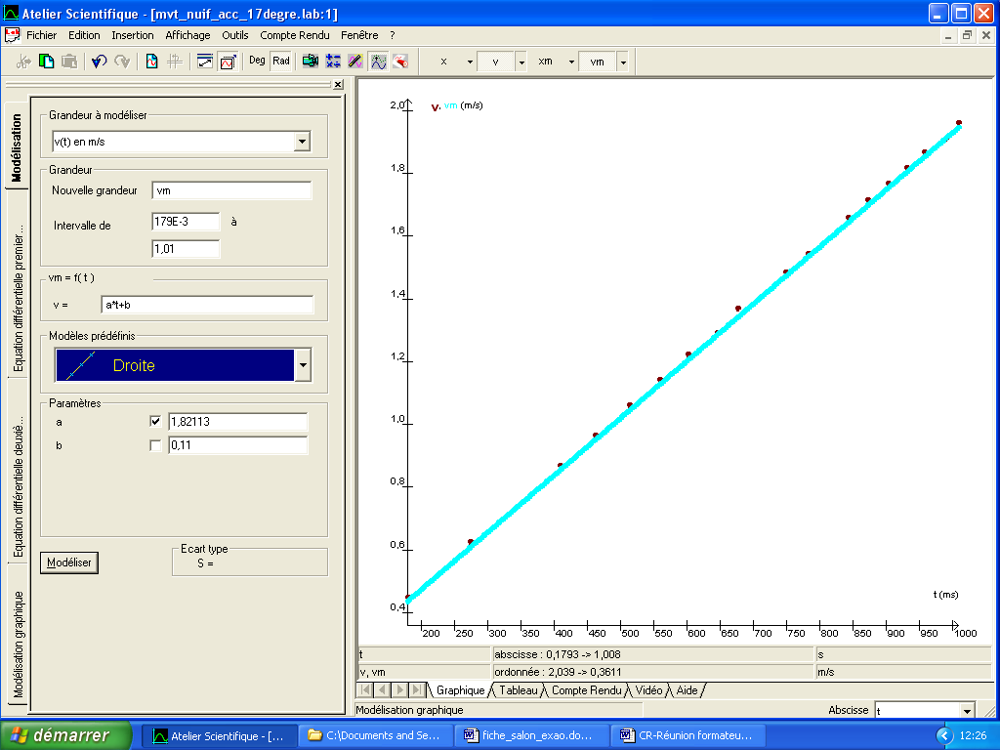 Atelier Scientifique - [mvt_nuif_acc_17degre.lab:1]
Fichier Edition Insertion Affichage Outils Compte Rendu Fenêtre ?
Deg Rad x v xm vm
Modélisation
Equation différentielle premier...
Equation différentielle deuxiè...
Modélisation graphique
Grandeur à modéliser
v(t) en m/s
Grandeur
Nouvelle grandeur vm
Intervalle de 179E-3 à
1,01
vm = f( t )
v = a*t+b
Modèles prédéfinis
Droite
Paramètres
a 1,82113
b 0,11
Modéliser
Ecart type
S =
v, vm (m/s)
2,0
1,8
1,6
1,4
1,2
1,0
0,8
0,6
0,4
t (ms)
200 250 300 350 400 450 500 550 600 650 700 750 800 850 900 950 1000
t abscisse : 0,1793 -> 1,008 s
v, vm ordonnée : 2,039 -> 0,3611 m/s
Graphique Tableau Compte Rendu Vidéo Aide
Modélisation graphique Abscisse t
démarrer Atelier Scientifique - [... C:\Documents and Se... fiche_salon_exao.do... CR-Réunion formateu... 12:26